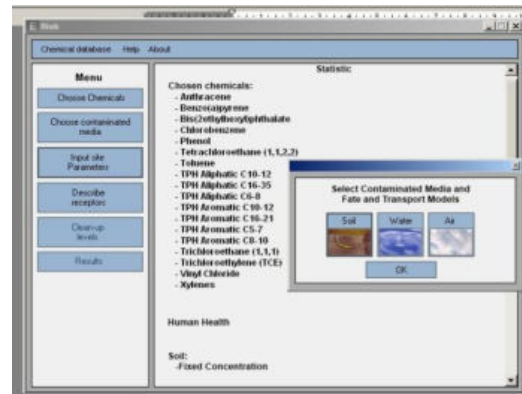 Chemical database Help About
Menu
Choose Chemicals
Choose contaminated
media
Input site
Parameters
Describe
receptors
Clean-up
levels
Results
Statistic
Chosen chemicals:
- Anthracene
- Benzo(a)pyrene
- Bis(2ethylhexyl)phthalate
- Chlorobenzene
- Phenol
- Tetrachloroethane (1,1,2,2)
- Toluene
- TPH Aliphatic C10-12
- TPH Aliphatic C16-35
- TPH Aliphatic C6-8
- TPH Aromatic C10-12
- TPH Aromatic C16-21
- TPH Aromatic C5-7
- TPH Aromatic C8-10
- Trichloroethane (1,1,1)
- Trichloroethylene (TCE)
- Vinyl Chloride
- Xylenes
Human Health
Soil:
-Fixed Concentration
Select Contaminated Media and
Fate and Transport Models
Soil Water Air
OK